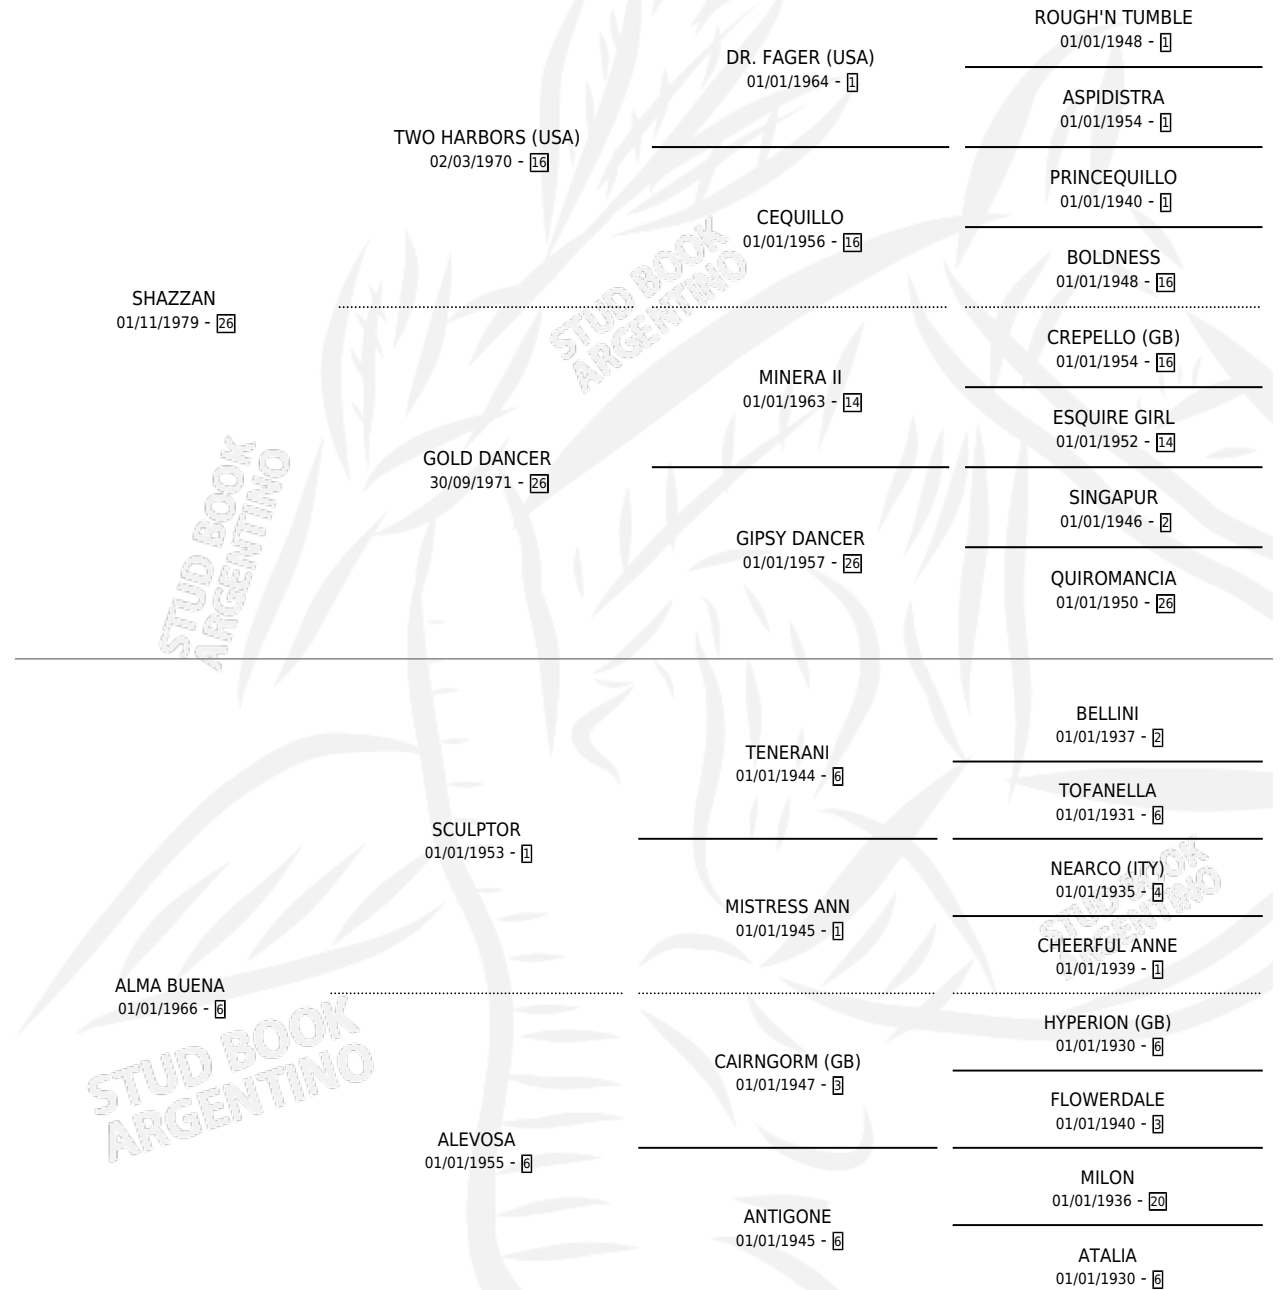 ROUGH'N TUMBLE
01/01/1948 - 1
DR. FAGER (USA)
01/01/1964 - 1
ASPIDISTRA
01/01/1954 - 1
TWO HARBORS (USA)
02/03/1970 - 16
PRINCEQUILLO
01/01/1940 - 1
CEQUILLO
01/01/1956 - 16
BOLDNESS
01/01/1948 - 16
SHAZZAN
01/11/1979 - 26
CREPELLO (GB)
01/01/1954 - 16
MINERA II
01/01/1963 - 14
ESQUIRE GIRL
01/01/1952 - 14
GOLD DANCER
30/09/1971 - 26
SINGAPUR
01/01/1946 - 2
GIPSY DANCER
01/01/1957 - 26
QUIROMANCIA
01/01/1950 - 26
BELLINI
01/01/1937 - 2
TENERANI
01/01/1944 - 6
TOFANELLA
01/01/1931 - 6
SCULPTOR
01/01/1953 - 1
NEARCO (ITY)
01/01/1935 - 4
MISTRESS ANN
01/01/1945 - 1
CHEERFUL ANNE
01/01/1939 - 1
ALMA BUENA
01/01/1966 - 6
HYPERION (GB)
01/01/1930 - 6
CAIRNGORM (GB)
01/01/1947 - 3
FLOWERDALE
01/01/1940 - 3
ALEVOSA
01/01/1955 - 6
MILON
01/01/1936 - 20
ANTIGONE
01/01/1945 - 6
ATALIA
01/01/1930 - 6
STUD BOOK
ARGENTINO
STUD BOOK
ARGENTINO
STUD BOOK
ARGENTINO
STUD BOOK
ARGENTINO